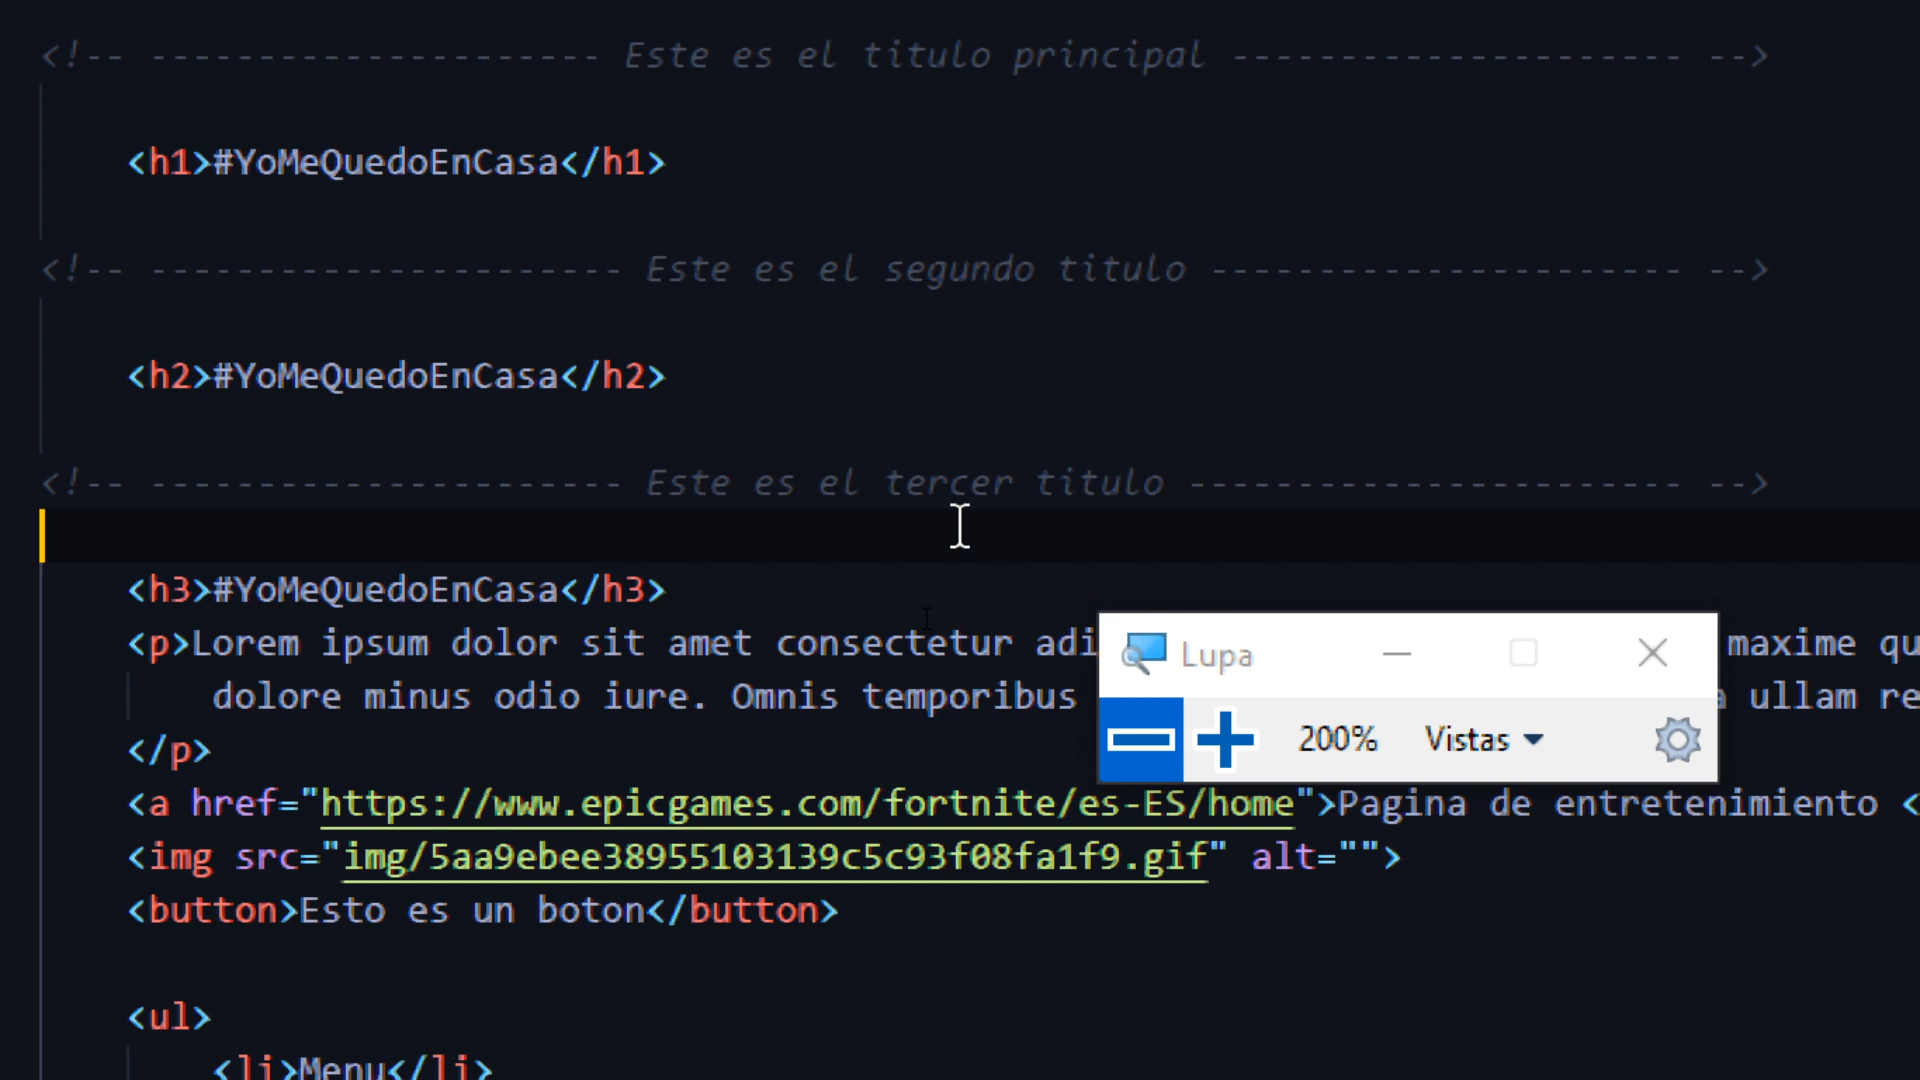 <!-- --------------------- Este es el titulo principal --------------------- -->
<h1>#YoMeQuedoEnCasa</h1>
<!-- ---------------------- Este es el segundo titulo ---------------------- -->
<h2>#YoMeQuedoEnCasa</h2>
<!-- ---------------------- Este es el tercer titulo ----------------------- -->
<h3>#YoMeQuedoEnCasa</h3>
<p>Lorem ipsum dolor sit amet consectetur adi maxime qu
dolore minus odio iure. Omnis temporibus ullam re
</p>
Lupa
200% Vistas
<a href="https://www.epicgames.com/fortnite/es-ES/home">Pagina de entretenimiento <
<img src="img/5aa9ebee38955103139c5c93f08fa1f9.gif" alt="">
<button>Esto es un boton</button>
<ul>
<li>Menu</li>